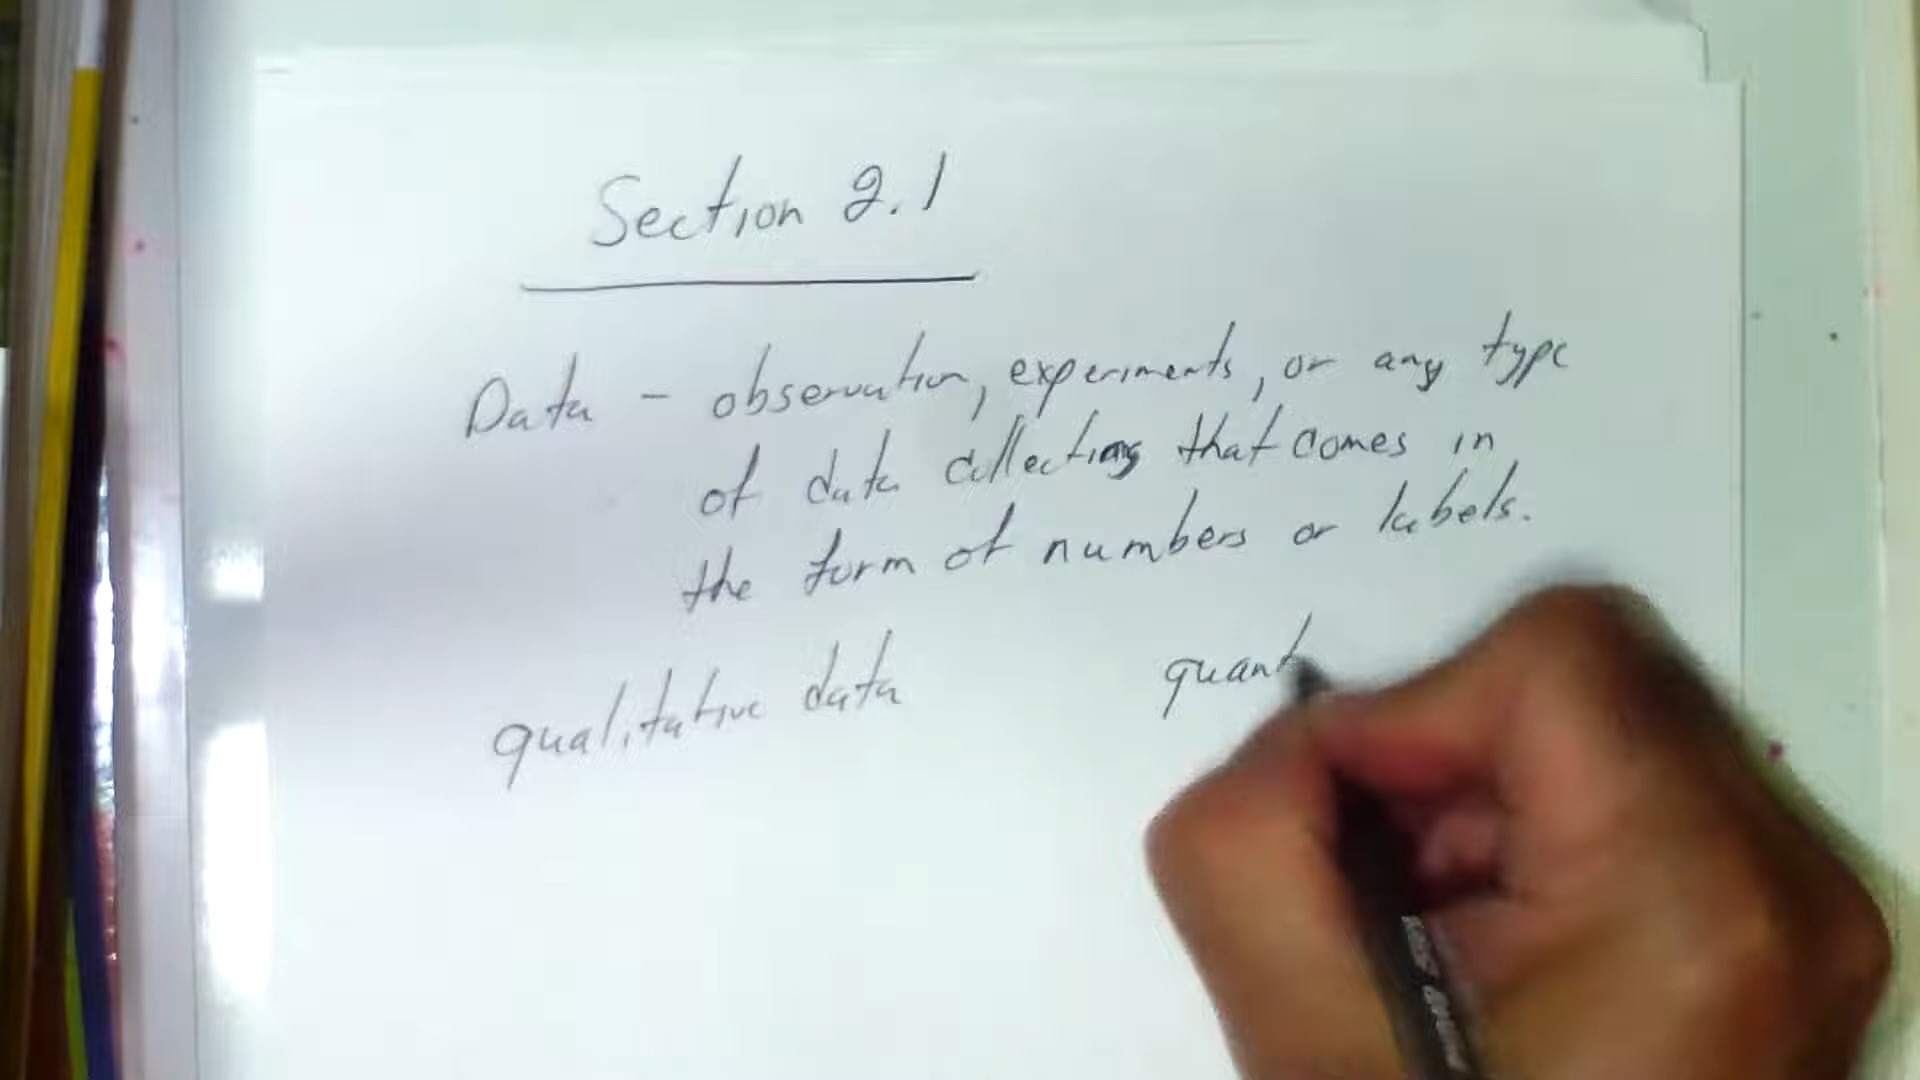 Section 2.1
Data - observation, experiments, or any type
of data collecting that comes in
the form of numbers or labels.
qualitative data quant